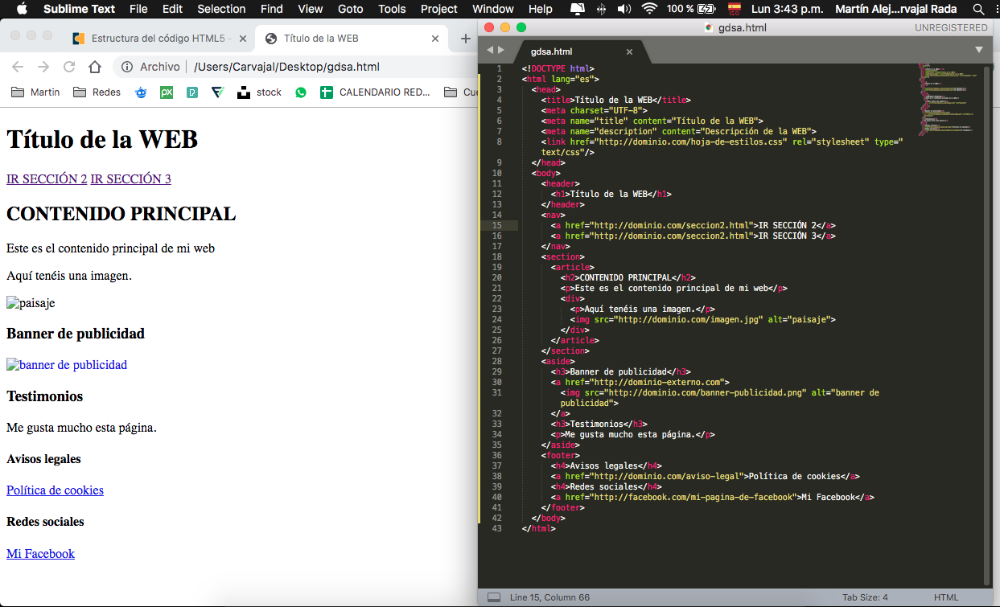 Sublime Text File Edit Selection Find View Goto Tools Project Window Help 100 % ISO Lun 3:43 p.m. Martín Alej...rvajal Rada
Estructura del código HTML5 –
Título de la WEB
Archivo | /Users/Carvajal/Desktop/gdsa.html
Martin Redes px stock CALENDARIO RED... Cue
Título de la WEB
IR SECCIÓN 2 IR SECCIÓN 3
CONTENIDO PRINCIPAL
Este es el contenido principal de mi web
Aquí tenéis una imagen.
paisaje
Banner de publicidad
banner de publicidad
Testimonios
Me gusta mucho esta página.
Avisos legales
Política de cookies
Redes sociales
Mi Facebook
gdsa.html UNREGISTERED
gdsa.html
1 <!DOCTYPE html>
2 <html lang="es">
3 <head>
4 <title>Título de la WEB</title>
5 <meta charset="UTF-8">
6 <meta name="title" content="Título de la WEB">
7 <meta name="description" content="Descripción de la WEB">
8 <link href="http://dominio.com/hoja-de-estilos.css" rel="stylesheet" type="
text/css"/>
9 </head>
10 <body>
11 <header>
12 <h1>Título de la WEB</h1>
13 </header>
14 <nav>
15 <a href="http://dominio.com/seccion2.html">IR SECCIÓN 2</a>
16 <a href="http://dominio.com/seccion2.html">IR SECCIÓN 3</a>
17 </nav>
18 <section>
19 <article>
20 <h2>CONTENIDO PRINCIPAL</h2>
21 <p>Este es el contenido principal de mi web</p>
22 <div>
23 <p>Aquí tenéis una imagen.</p>
24 <img src="http://dominio.com/imagen.jpg" alt="paisaje">
25 </div>
26 </article>
27 </section>
28 <aside>
29 <h3>Banner de publicidad</h3>
30 <a href="http://dominio-externo.com">
31 <img src="http://dominio.com/banner-publicidad.png" alt="banner de
publicidad">
32 </a>
33 <h3>Testimonios</h3>
34 <p>Me gusta mucho esta página.</p>
35 </aside>
36 <footer>
37 <h4>Avisos legales</h4>
38 <a href="http://dominio.com/aviso-legal">Política de cookies</a>
39 <h4>Redes sociales</h4>
40 <a href="http://facebook.com/mi-pagina-de-facebook">Mi Facebook</a>
41 </footer>
42 </body>
43 </html>
Line 15, Column 66 Tab Size: 4 HTML